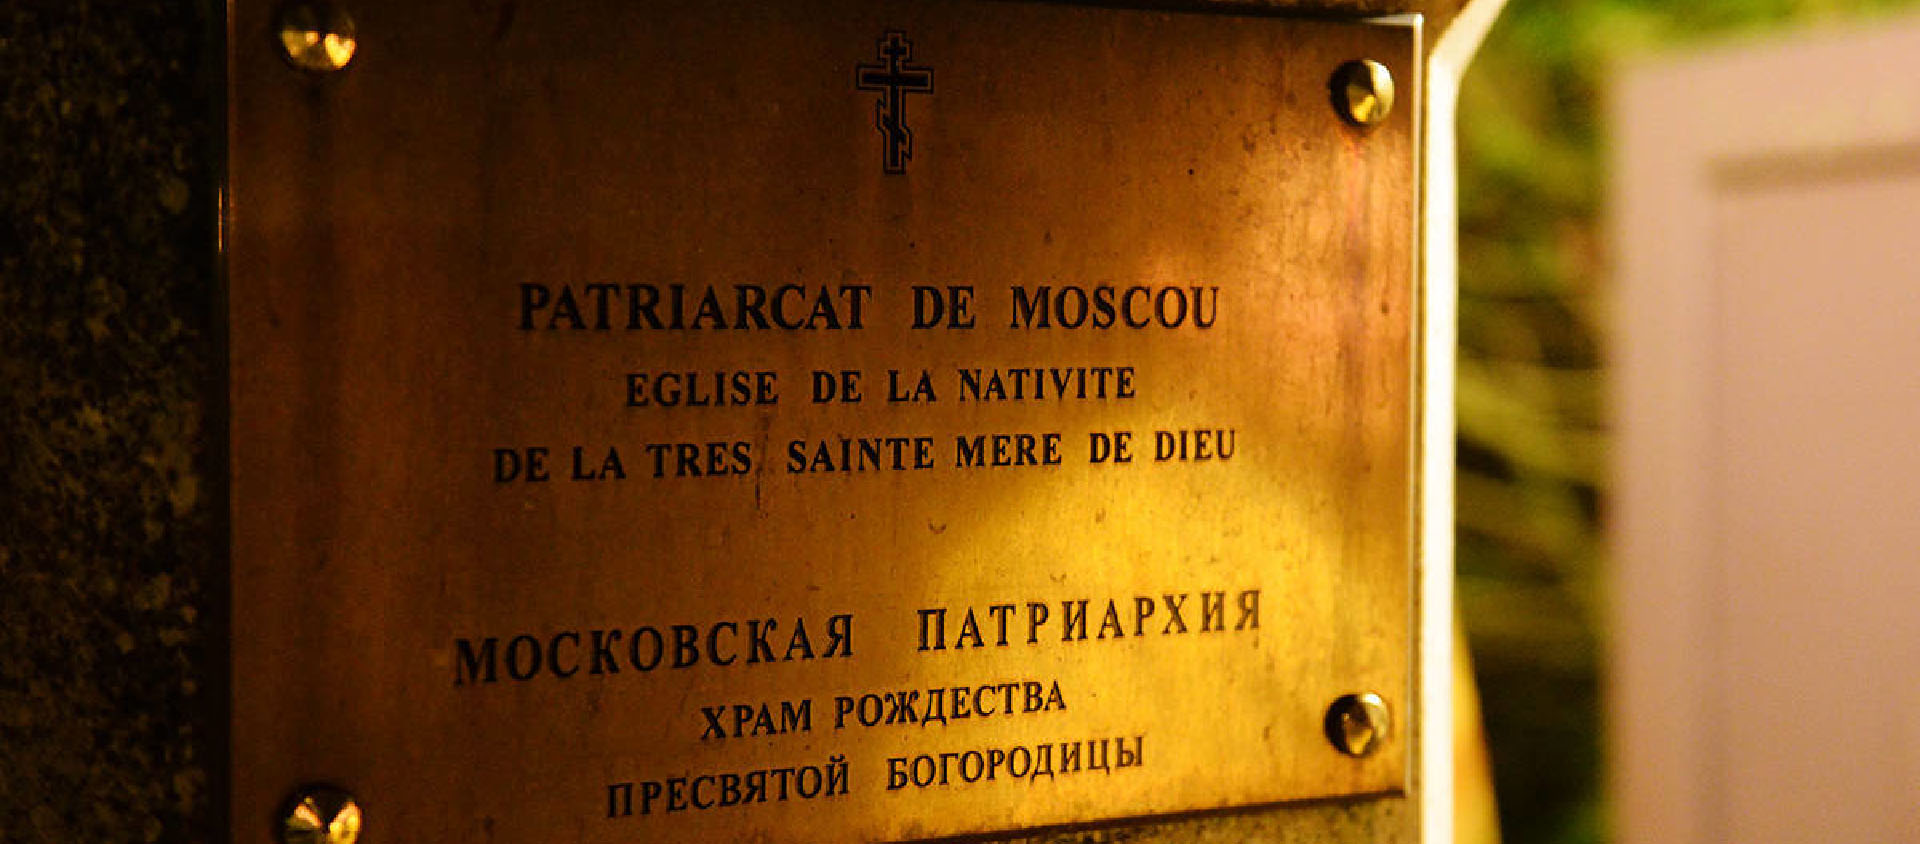 PATRIARCAT DE MOSCOU
EGLISE DE LA NATIVITE
DE LA TRES SAINTE MERE DE DIEU
МОСКОВСКАЯ ПАТРИАРХИЯ
ХРАМ РОЖДЕСТВА
ПРЕСВЯТОЙ БОГОРОДИЦЫ